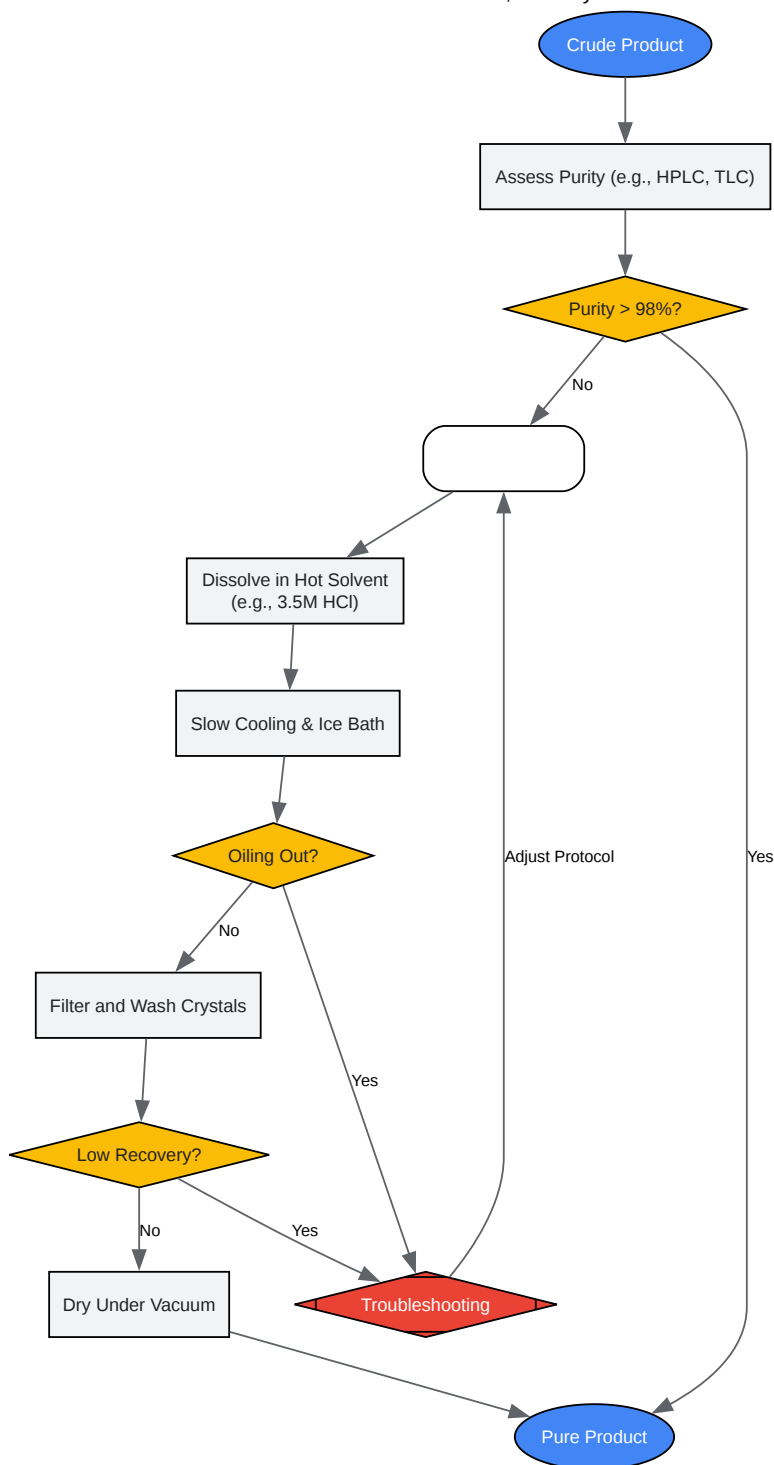 Crude Product
Assess Purity (e.g., HPLC, TLC)
Purity > 98%?
No
Dissolve in Hot Solvent
(e.g., 3.5M HCl)
Slow Cooling & Ice Bath
Oiling Out?
Adjust Protocol
Yes
No
Filter and Wash Crystals
Yes
Low Recovery?
No
Yes
Dry Under Vacuum
Troubleshooting
Pure Product